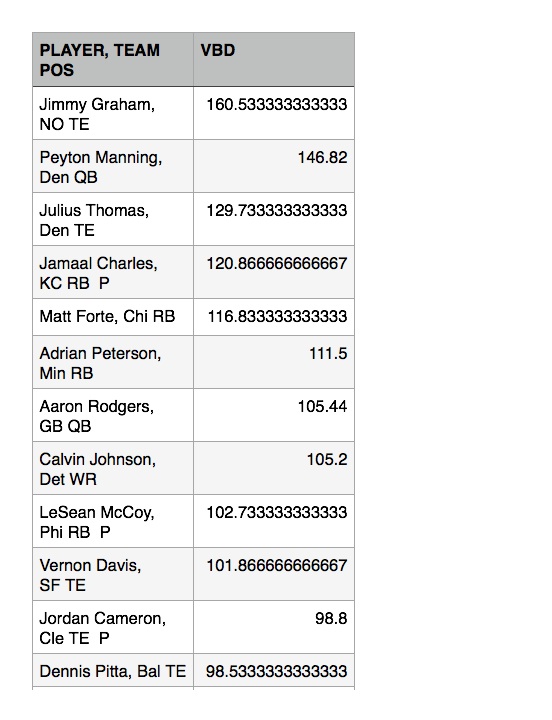 PLAYER, TEAM POS VBD
Jimmy Graham, NO TE 160.533333333333
Peyton Manning, Den QB 146.82
Julius Thomas, Den TE 129.733333333333
Jamaal Charles, KC RB P 120.866666666667
Matt Forte, Chi RB 116.833333333333
Adrian Peterson, Min RB 111.5
Aaron Rodgers, GB QB 105.44
Calvin Johnson, Det WR 105.2
LeSean McCoy, Phi RB P 102.733333333333
Vernon Davis, SF TE 101.866666666667
Jordan Cameron, Cle TE P 98.8
Dennis Pitta, Bal TE 98.5333333333333